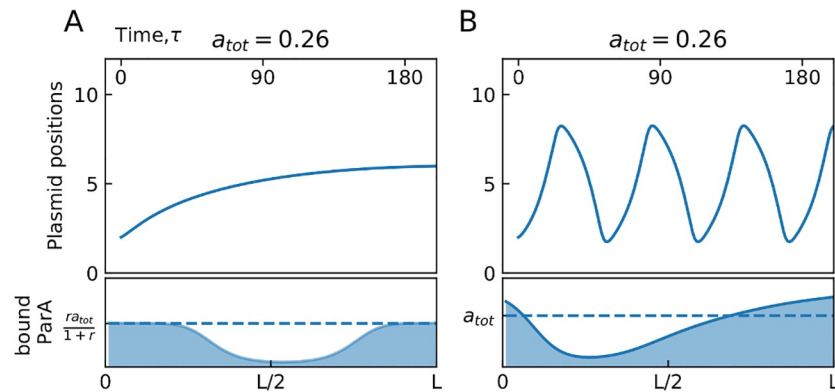 A
Time,τ
a_tot = 0.26
0 90 180
10
5
0
Plasmid positions
bound
ParA
ra_tot
1+r
0 L/2 L
B
a_tot = 0.26
0 90 180
10
5
0
a_tot
0 L/2 L